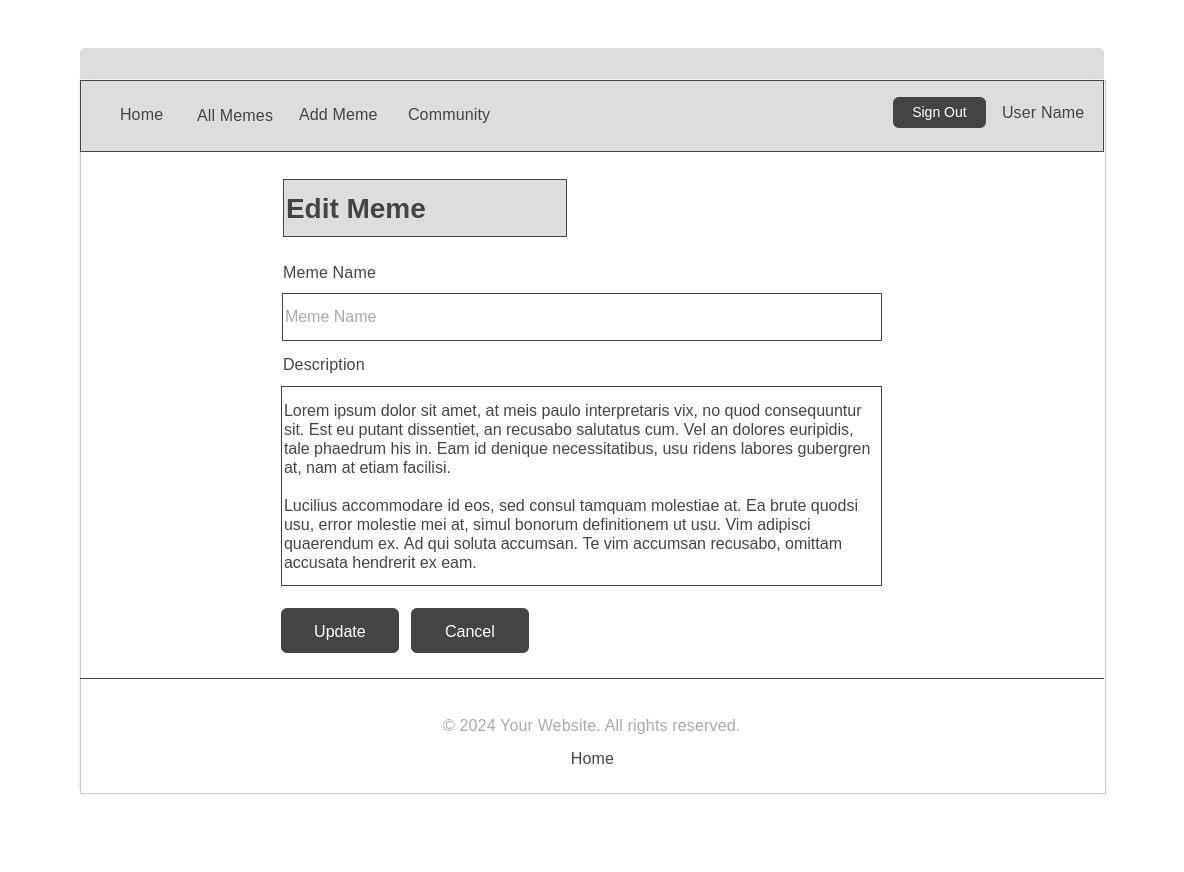 Home All Memes Add Meme Community Sign Out User Name
Edit Meme
Meme Name
Meme Name
Description
Lorem ipsum dolor sit amet, at meis paulo interpretaris vix, no quod consequuntur
sit. Est eu putant dissentiet, an recusabo salutatus cum. Vel an dolores euripidis,
tale phaedrum his in. Eam id denique necessitatibus, usu ridens labores gubergren
at, nam at etiam facilisi.
Lucilius accommodare id eos, sed consul tamquam molestiae at. Ea brute quodsi
usu, error molestie mei at, simul bonorum definitionem ut usu. Vim adipisci
quaerendum ex. Ad qui soluta accumsan. Te vim accumsan recusabo, omittam
accusata hendrerit ex eam.
Update Cancel
© 2024 Your Website. All rights reserved.
Home